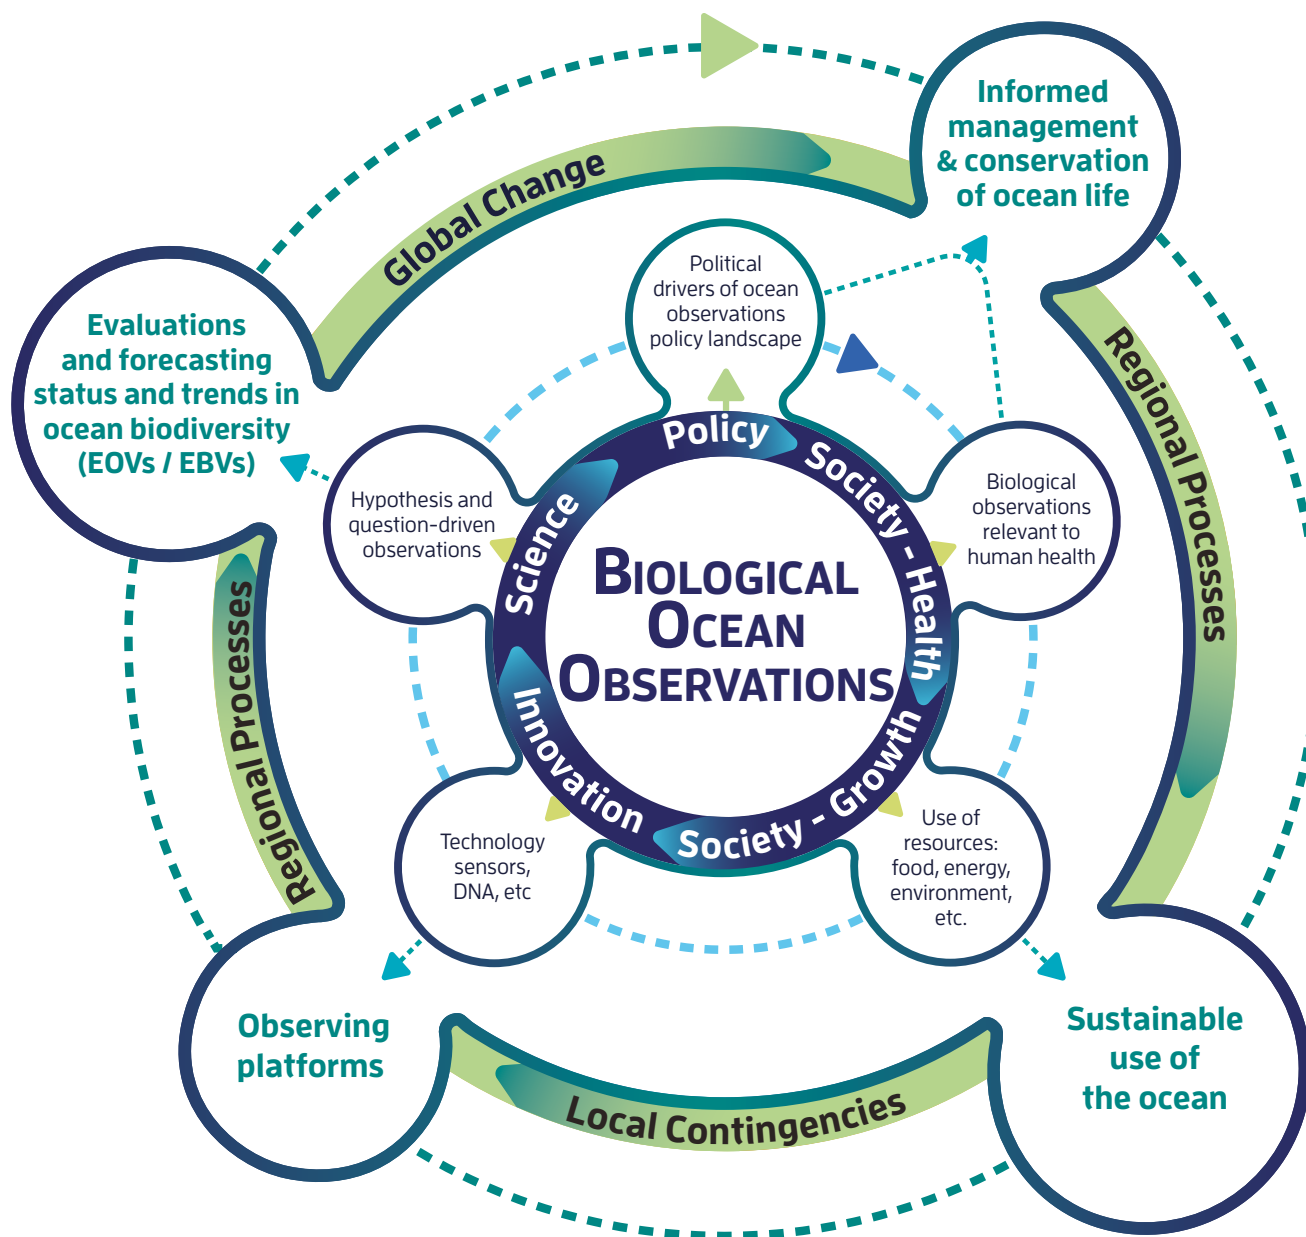 Informed
management
& conservation
of ocean life
Global Change
Evaluations
and forecasting
status and trends in
ocean biodiversity
(EOVs / EBVs)
Political
drivers of ocean
observations
policy landscape
Regional Processes
Policy
Society - Health
Science
Hypothesis and
question-driven
observations
Biological
observations
relevant to
human health
BIOLOGICAL
OCEAN
OBSERVATIONS
Regional Processes
Innovation
Society - Growth
Technology
sensors,
DNA, etc
Use of
resources:
food, energy,
environment,
etc.
Observing
platforms
Local Contingencies
Sustainable
use of
the ocean